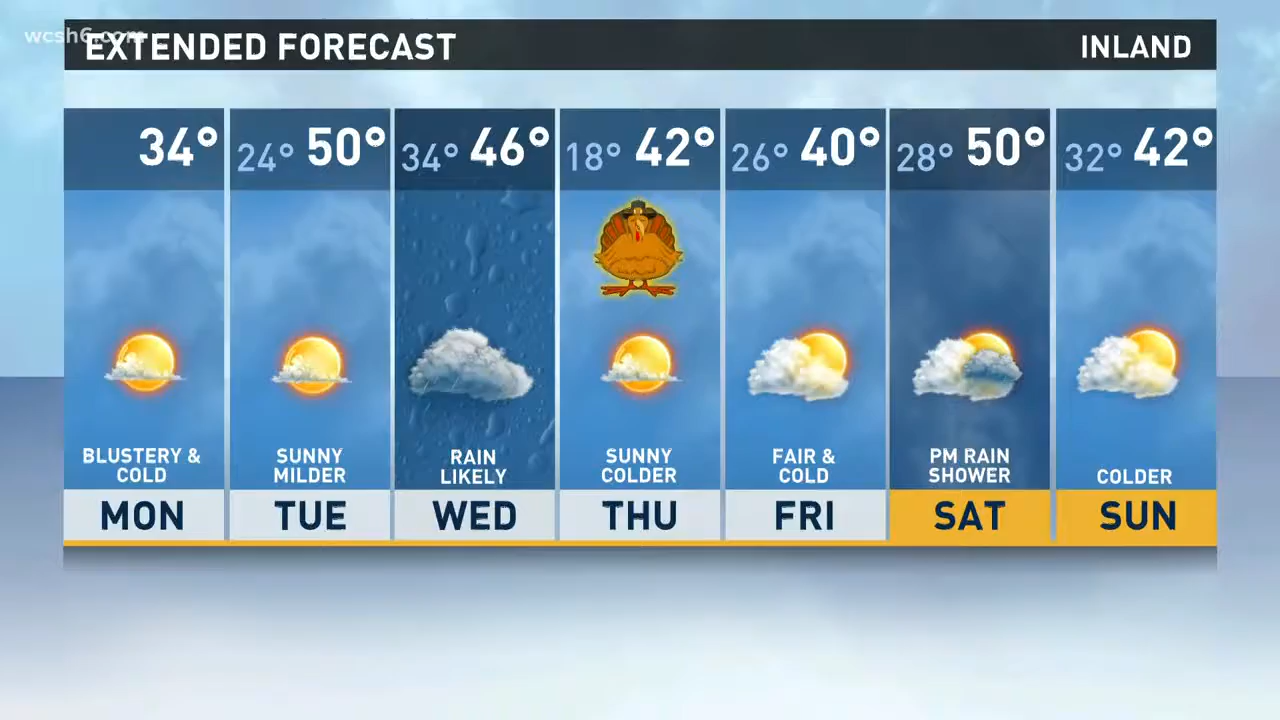 wcsh6.com
EXTENDED FORECAST
INLAND
34°
24° 50°
34° 46°
18° 42°
26° 40°
28° 50°
32° 42°
BLUSTERY &
COLD
SUNNY
MILDER
RAIN
LIKELY
SUNNY
COLDER
FAIR &
COLD
PM RAIN
SHOWER
COLDER
MON
TUE
WED
THU
FRI
SAT
SUN